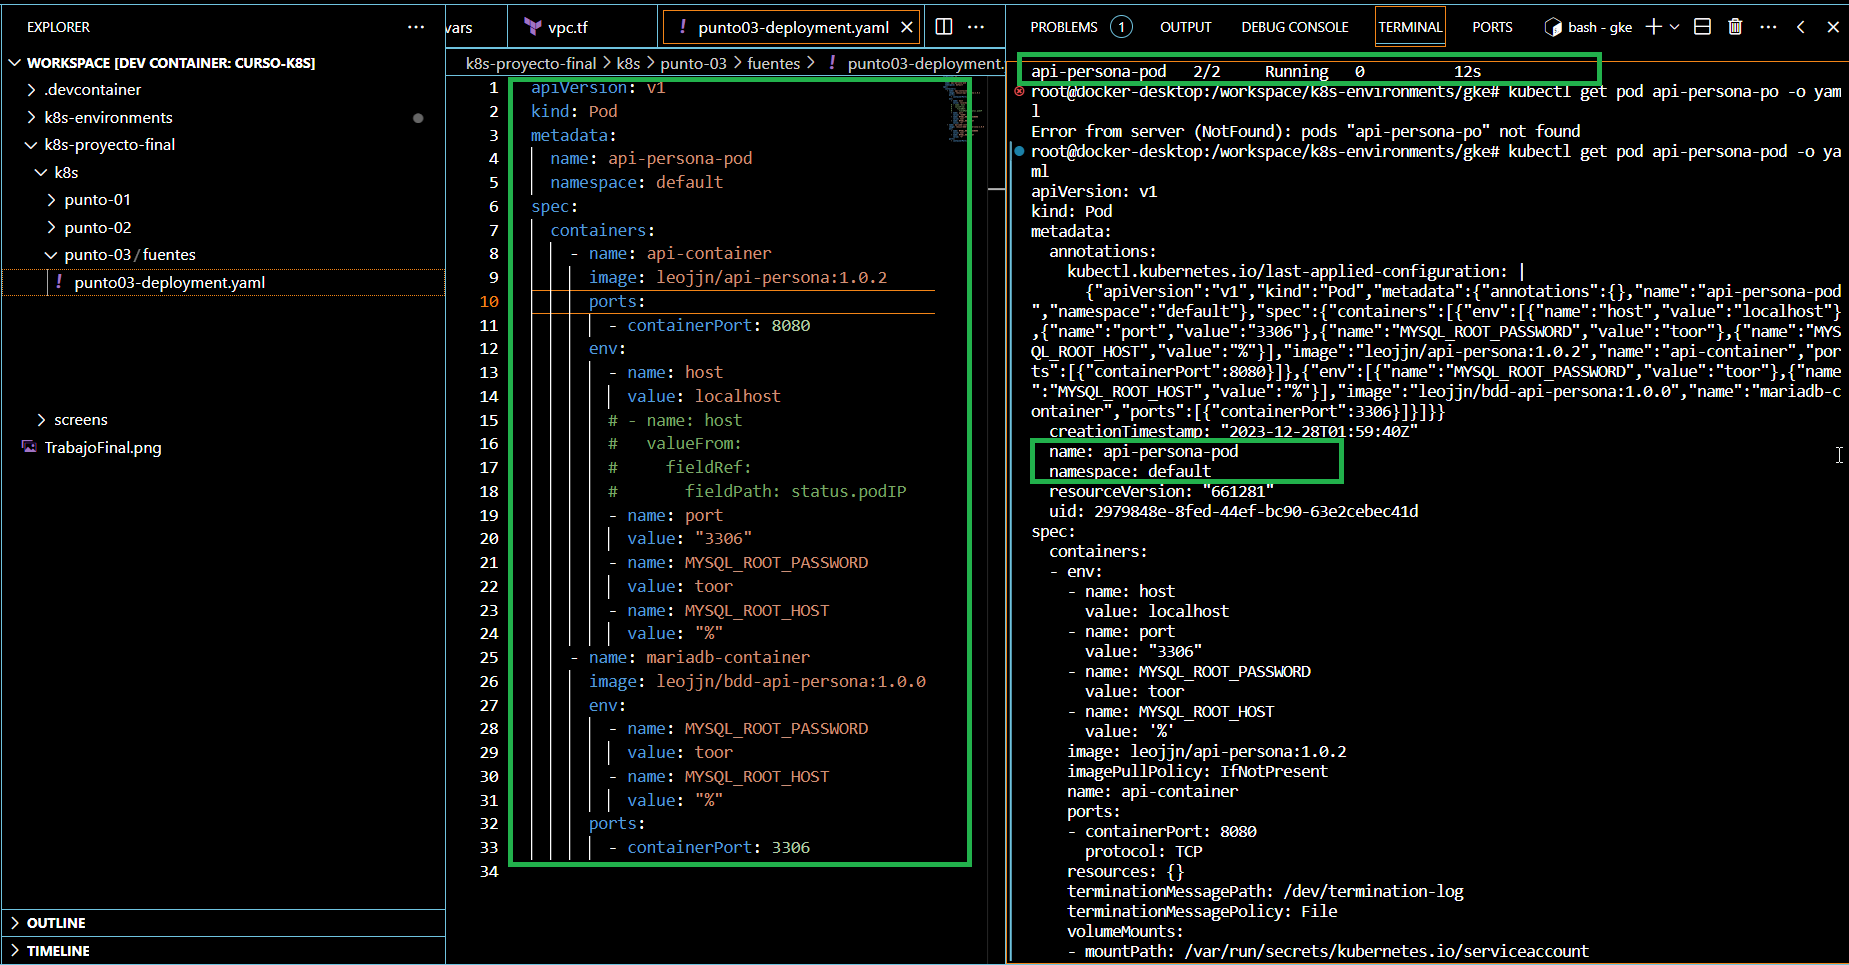 EXPLORER
WORKSPACE [DEV CONTAINER: CURSO-K8S]
.devcontainer
k8s-environments
k8s-proyecto-final
k8s
punto-01
punto-02
punto-03 / fuentes
! punto03-deployment.yaml
screens
TrabajoFinal.png
OUTLINE
TIMELINE
vars
vpc.tf
! punto03-deployment.yaml
k8s-proyecto-final > k8s > punto-03 > fuentes > ! punto03-deployment.
1 apiVersion: v1
2 kind: Pod
3 metadata:
4 name: api-persona-pod
5 namespace: default
6 spec:
7 containers:
8 - name: api-container
9 image: leojjn/api-persona:1.0.2
10 ports:
11 - containerPort: 8080
12 env:
13 - name: host
14 value: localhost
15 # - name: host
16 # valueFrom:
17 # fieldRef:
18 # fieldPath: status.podIP
19 - name: port
20 value: "3306"
21 - name: MYSQL_ROOT_PASSWORD
22 value: toor
23 - name: MYSQL_ROOT_HOST
24 value: "%"
25 - name: mariadb-container
26 image: leojjn/bdd-api-persona:1.0.0
27 env:
28 - name: MYSQL_ROOT_PASSWORD
29 value: toor
30 - name: MYSQL_ROOT_HOST
31 value: "%"
32 ports:
33 - containerPort: 3306
34
PROBLEMS 1 OUTPUT DEBUG CONSOLE TERMINAL PORTS bash - gke
api-persona-pod 2/2 Running 0 12s
root@docker-desktop:/workspace/k8s-environments/gke# kubectl get pod api-persona-po -o yam
l
Error from server (NotFound): pods "api-persona-po" not found
root@docker-desktop:/workspace/k8s-environments/gke# kubectl get pod api-persona-pod -o ya
ml
apiVersion: v1
kind: Pod
metadata:
annotations:
kubectl.kubernetes.io/last-applied-configuration: |
{"apiVersion":"v1","kind":"Pod","metadata":{"annotations":{},"name":"api-persona-pod
","namespace":"default"},"spec":{"containers":[{"env":[{"name":"host","value":"localhost"}
,{"name":"port","value":"3306"},{"name":"MYSQL_ROOT_PASSWORD","value":"toor"},{"name":"MYS
QL_ROOT_HOST","value":"%"}],"image":"leojjn/api-persona:1.0.2","name":"api-container","por
ts":[{"containerPort":8080}]},{"env":[{"name":"MYSQL_ROOT_PASSWORD","value":"toor"},{"name
":"MYSQL_ROOT_HOST","value":"%"}],"image":"leojjn/bdd-api-persona:1.0.0","name":"mariadb-c
ontainer","ports":[{"containerPort":3306}]}]}}
creationTimestamp: "2023-12-28T01:59:40Z"
name: api-persona-pod
namespace: default
resourceVersion: "661281"
uid: 2979848e-8fed-44ef-bc90-63e2cebec41d
spec:
containers:
- env:
- name: host
value: localhost
- name: port
value: "3306"
- name: MYSQL_ROOT_PASSWORD
value: toor
- name: MYSQL_ROOT_HOST
value: '%'
image: leojjn/api-persona:1.0.2
imagePullPolicy: IfNotPresent
name: api-container
ports:
- containerPort: 8080
protocol: TCP
resources: {}
terminationMessagePath: /dev/termination-log
terminationMessagePolicy: File
volumeMounts:
- mountPath: /var/run/secrets/kubernetes.io/serviceaccount